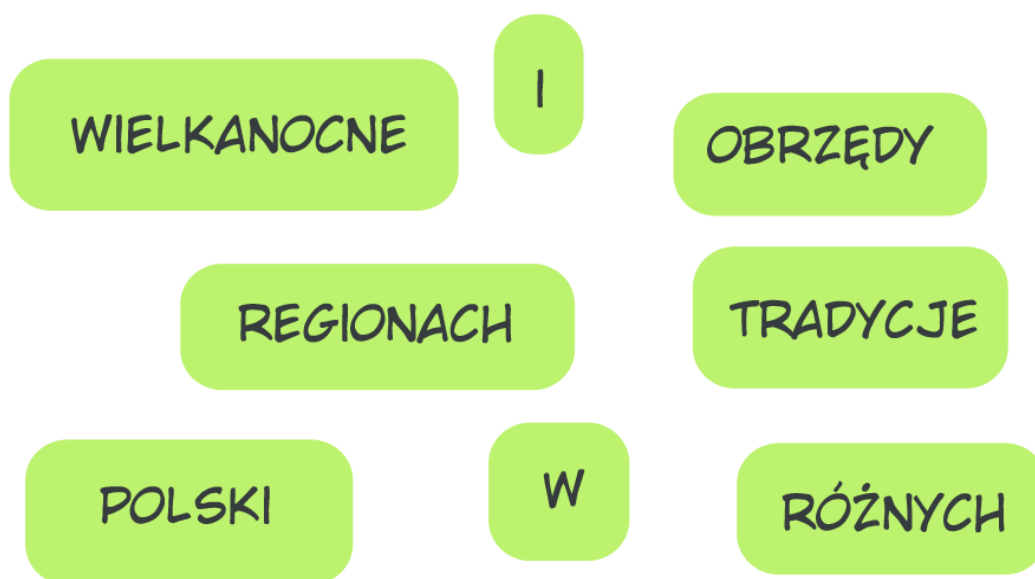 I
WIELKANOCNE
OBRZĘDY
REGIONACH
TRADYCJE
POLSKI
W
RÓŻNYCH